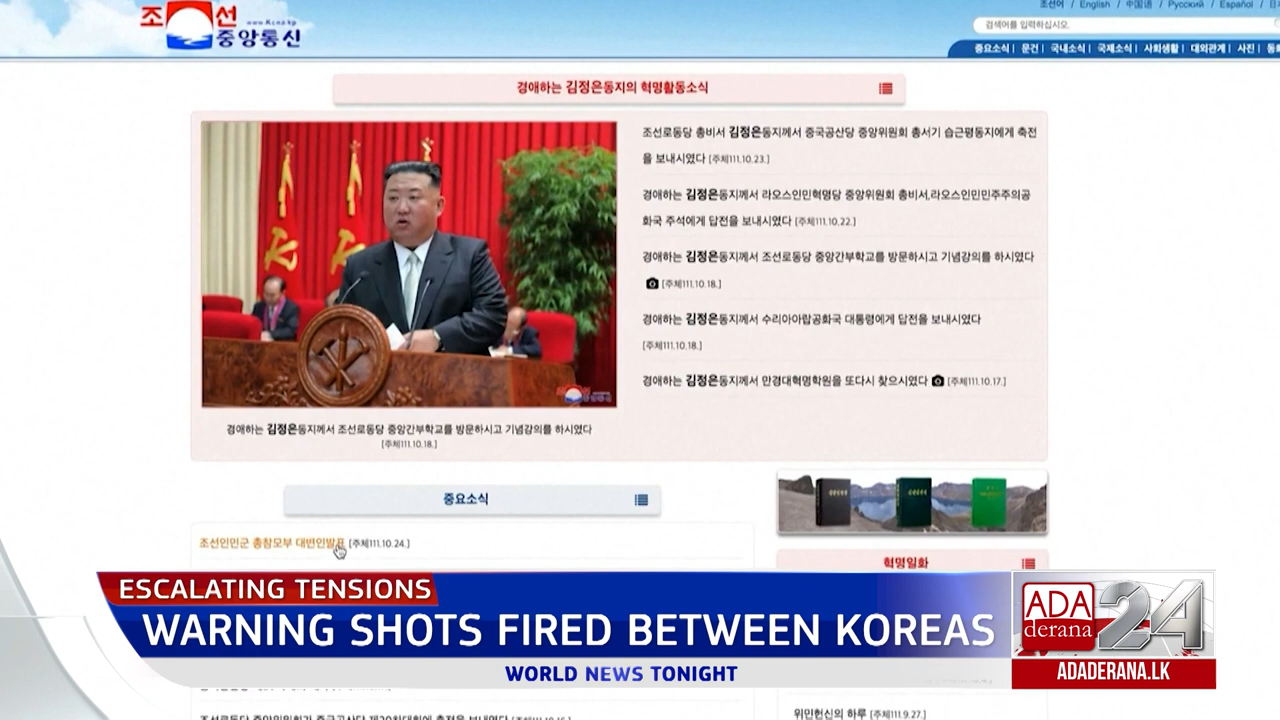 조선어 / English / 中国语 / Русский / Español /
조선
www.kcna.kp
중앙통신
검색어를 입력하십시오.
중요소식 | 문건 | 국내소식 | 국제소식 | 사회생활 | 대외관계 | 사진 |
경애하는 김정은동지의 혁명활동소식
조선로동당 총비서 김정은동지께서 중국공산당 중앙위원회 총서기 습근평동지에게 축전
을 보내시였다 [주체111.10.23.]
경애하는 김정은동지께서 라오스인민혁명당 중앙위원회 총비서,라오스인민민주주의공
화국 주석에게 답전을 보내시였다 [주체111.10.22.]
경애하는 김정은동지께서 조선로동당 중앙간부학교를 방문하시고 기념강의를 하시였다
[주체111.10.18.]
경애하는 김정은동지께서 수리아아랍공화국 대통령에게 답전을 보내시였다
[주체111.10.18.]
경애하는 김정은동지께서 만경대혁명학원을 또다시 찾으시였다 [주체111.10.17.]
경애하는 김정은동지께서 조선로동당 중앙간부학교를 방문하시고 기념강의를 하시였다
[주체111.10.18.]
중요소식
조선인민군 총참모부 대변인발표 [주체111.10.24.]
혁명일화
ESCALATING TENSIONS
WARNING SHOTS FIRED BETWEEN KOREAS
WORLD NEWS TONIGHT
ADA
derana
24
ADADERANA.LK
위민헌신의 하루 [주체111.9.27.]